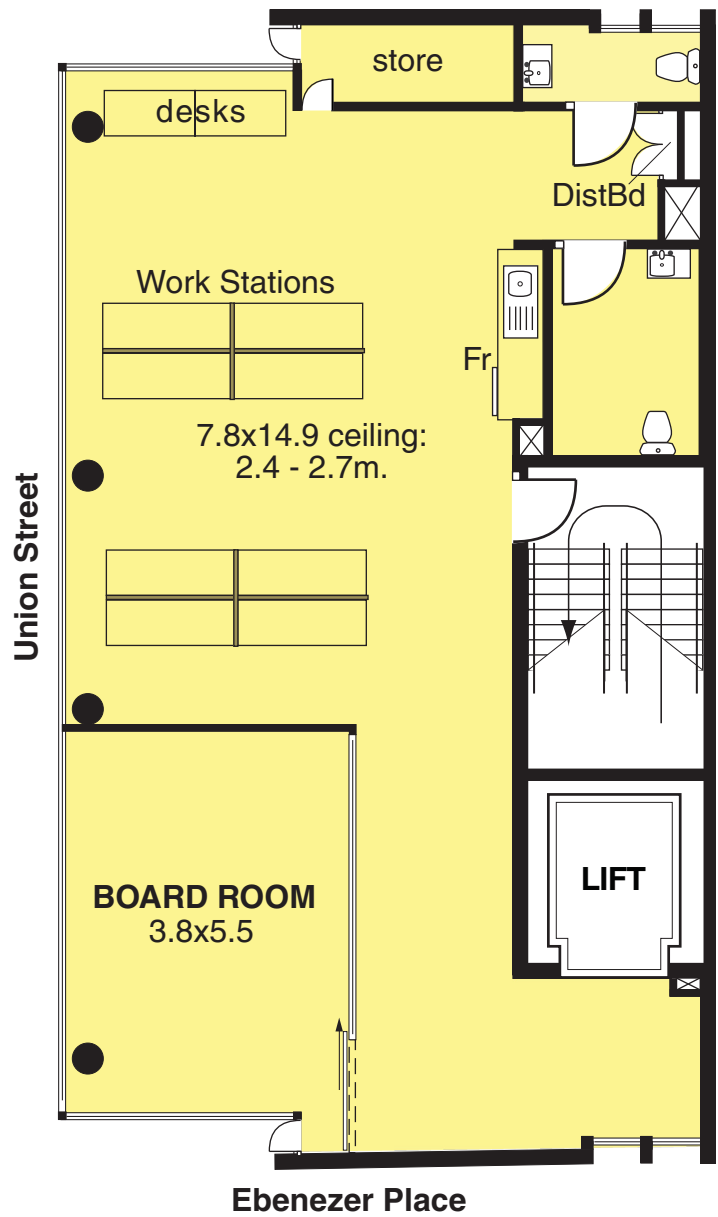 store
desks
DistBd
Work Stations
Fr
7.8x14.9 ceiling:
2.4 - 2.7m.
Union Street
BOARD ROOM
3.8x5.5
LIFT
Ebenezer Place